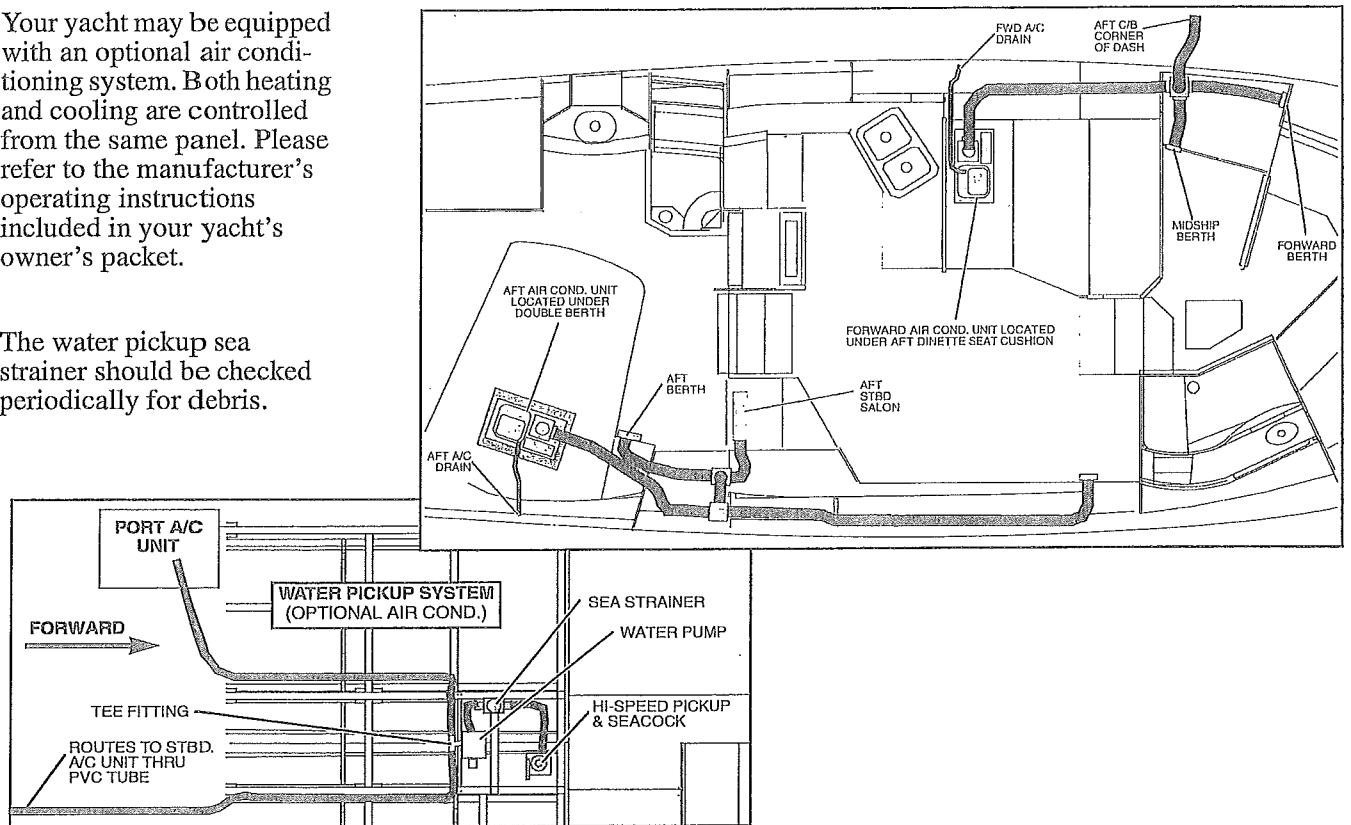 Your yacht may be equipped
with an optional air condi-
tioning system. Both heating
and cooling are controlled
from the same panel. Please
refer to the manufacturer's
operating instructions
included in your yacht's
owner's packet.
The water pickup sea
strainer should be checked
periodically for debris.
FWD A/C
DRAIN
AFT C/B
CORNER
OF DASH
MIDSHIP
BERTH
FORWARD
BERTH
AFT AIR COND. UNIT
LOCATED UNDER
DOUBLE BERTH
FORWARD AIR COND. UNIT LOCATED
UNDER AFT DINETTE SEAT CUSHION
AFT
BERTH
AFT
STBD
SALON
AFT A/C
DRAIN
PORT A/C
UNIT
WATER PICKUP SYSTEM
(OPTIONAL AIR COND.)
FORWARD
SEA STRAINER
WATER PUMP
TEE FITTING
HI-SPEED PICKUP
& SEACOCK
ROUTES TO STBD.
A/C UNIT THRU
PVC TUBE